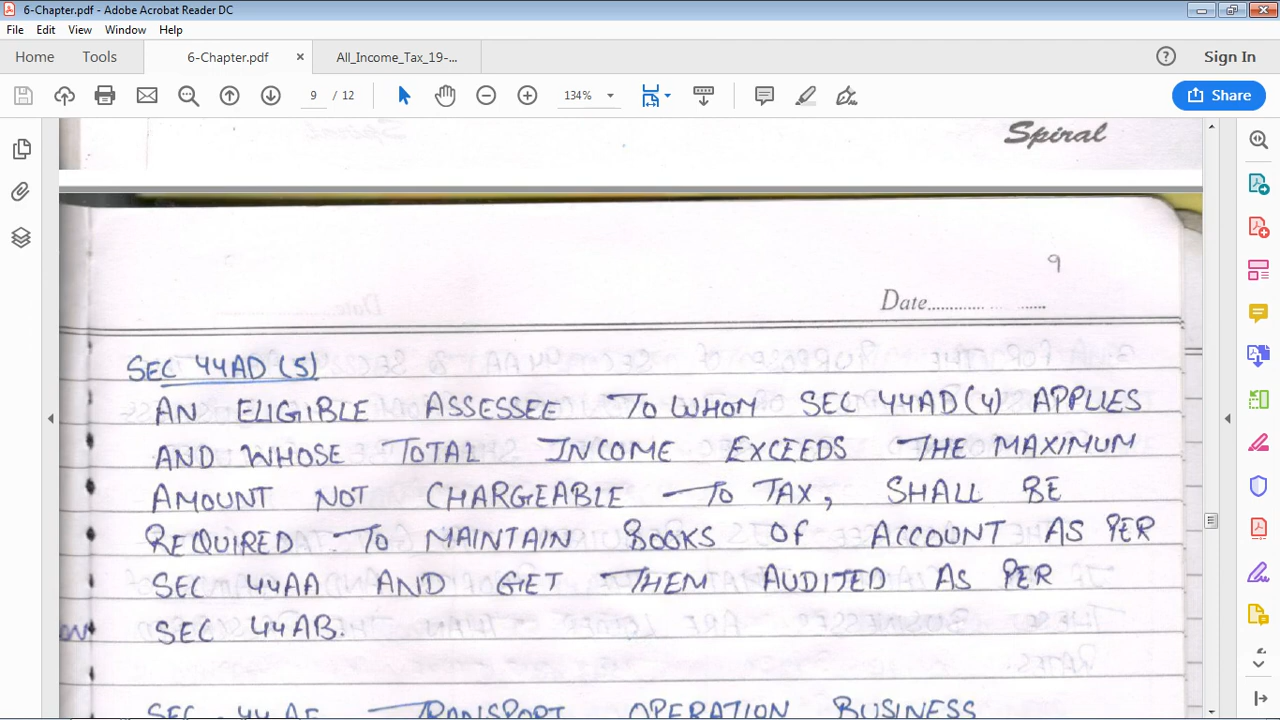 6-Chapter.pdf - Adobe Acrobat Reader DC
File Edit View Window Help
Home Tools 6-Chapter.pdf × All_Income_Tax_19-... Sign In
9 / 12 134% Share
Spiral
9
Date
SEC 44AD (5)
AN ELIGIBLE ASSESSEE TO WHOM SEC 44AD(4) APPLIES
AND WHOSE TOTAL INCOME EXCEEDS THE MAXIMUM
AMOUNT NOT CHARGEABLE TO TAX, SHALL BE
REQUIRED TO MAINTAIN BOOKS OF ACCOUNT AS PER
SEC 44AA AND GET THEM AUDITED AS PER
SEC 44AB.
SEC 44AE TRANSPORT OPERATION BUSINESS